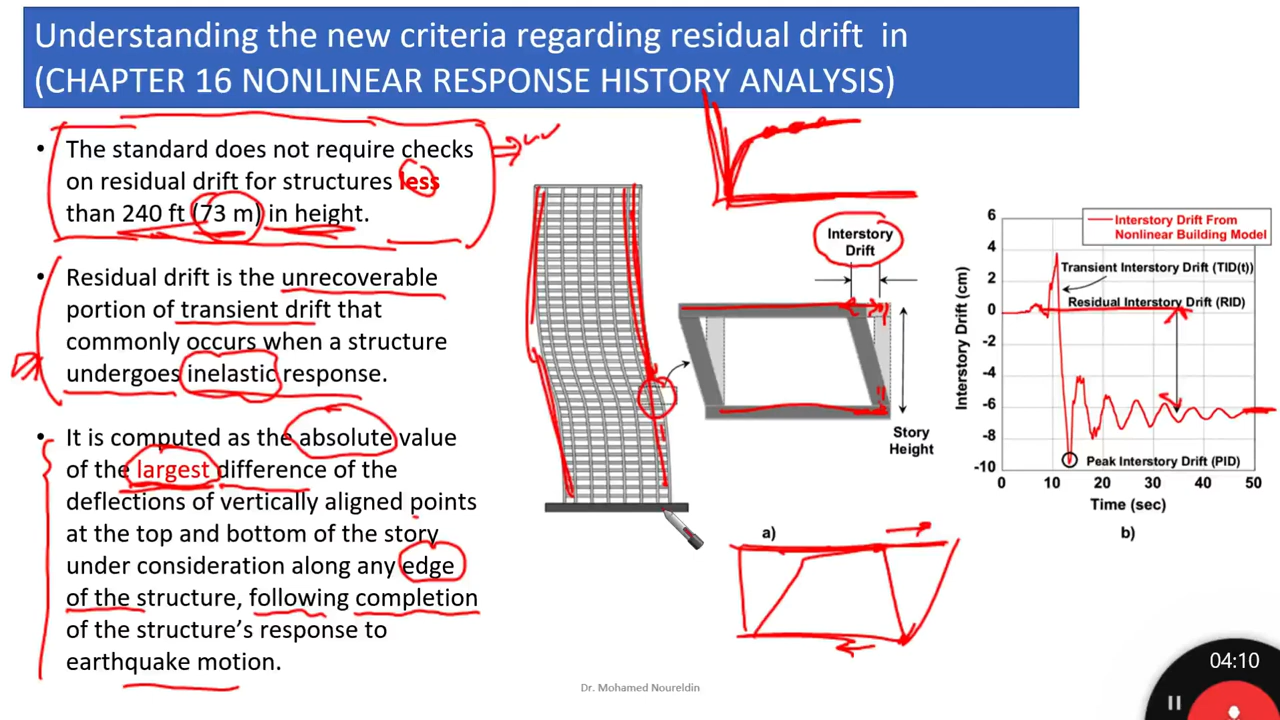 Understanding the new criteria regarding residual drift in
(CHAPTER 16 NONLINEAR RESPONSE HISTORY ANALYSIS)
• The standard does not require checks
on residual drift for structures less
than 240 ft (73 m) in height.
• Residual drift is the unrecoverable
portion of transient drift that
commonly occurs when a structure
undergoes inelastic response.
• It is computed as the absolute value
of the largest difference of the
deflections of vertically aligned points
at the top and bottom of the story
under consideration along any edge
of the structure, following completion
of the structure's response to
earthquake motion.
Interstory
Drift
Story
Height
a)
Interstory Drift From
Nonlinear Building Model
Transient Interstory Drift (TID(t))
Residual Interstory Drift (RID)
Peak Interstory Drift (PID)
Interstory Drift (cm)
6
4
2
0
-2
-4
-6
-8
-10
0 10 20 30 40 50
Time (sec)
b)
Dr. Mohamed Noureldin
04:10